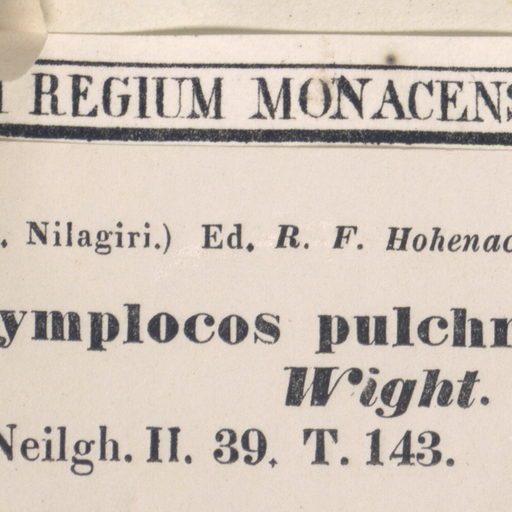 REGIUM MONACENS
. Nilagiri.) Ed. R. F. Hohenac
ymplocos pulchr
Wight.
Neilgh. II. 39. T. 143.